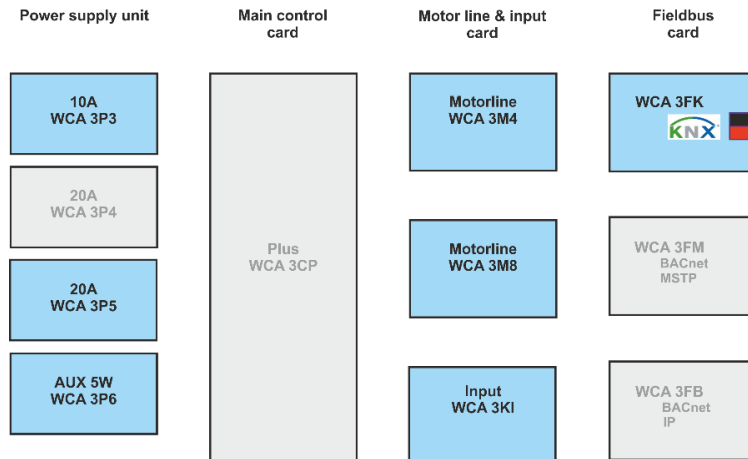 Power supply unit
Main control
card
Motor line & input
card
Fieldbus
card
10A
WCA 3P3
20A
WCA 3P4
20A
WCA 3P5
AUX 5W
WCA 3P6
Plus
WCA 3CP
Motorline
WCA 3M4
Motorline
WCA 3M8
Input
WCA 3KI
WCA 3FK
KNX
WCA 3FM
BACnet
MSTP
WCA 3FB
BACnet
IP